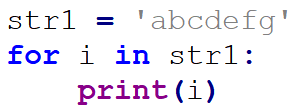 str1 = 'abcdefg'
for i in str1:
    print(i)